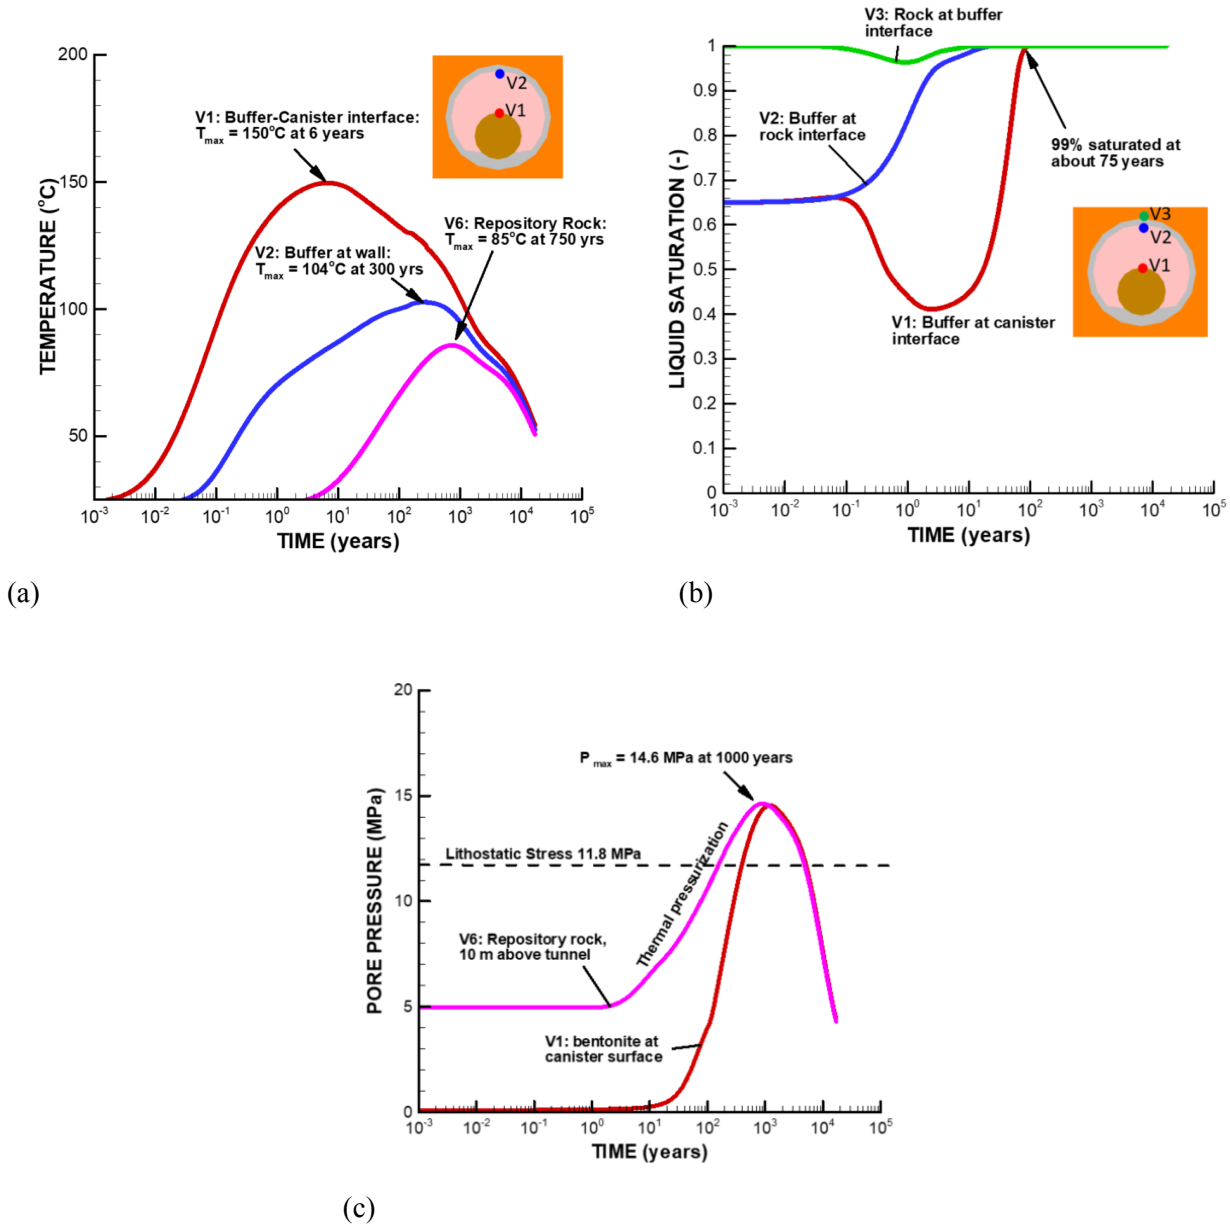 200
150
100
50
TEMPERATURE (°C)
V1: Buffer-Canister interface:
Tmax = 150°C at 6 years
V2
V1
V6: Repository Rock:
Tmax = 85°C at 750 yrs
V2: Buffer at wall:
Tmax = 104°C at 300 yrs
10-3 10-2 10-1 100 101 102 103 104 105
TIME (years)
(a)
V3: Rock at buffer
interface
1
0.9
0.8
0.7
0.6
0.5
0.4
0.3
0.2
0.1
0
LIQUID SATURATION (-)
V2: Buffer at
rock interface
99% saturated at
about 75 years
V3
V2
V1
V1: Buffer at canister
interface
10-3 10-2 10-1 100 101 102 103 104 105
TIME (years)
(b)
20
15
10
5
0
PORE PRESSURE (MPa)
P max = 14.6 MPa at 1000 years
Lithostatic Stress 11.8 MPa
Thermal pressurization
V6: Repository rock,
10 m above tunnel
V1: bentonite at
canister surface
10-3 10-2 10-1 100 101 102 103 104 105
TIME (years)
(c)